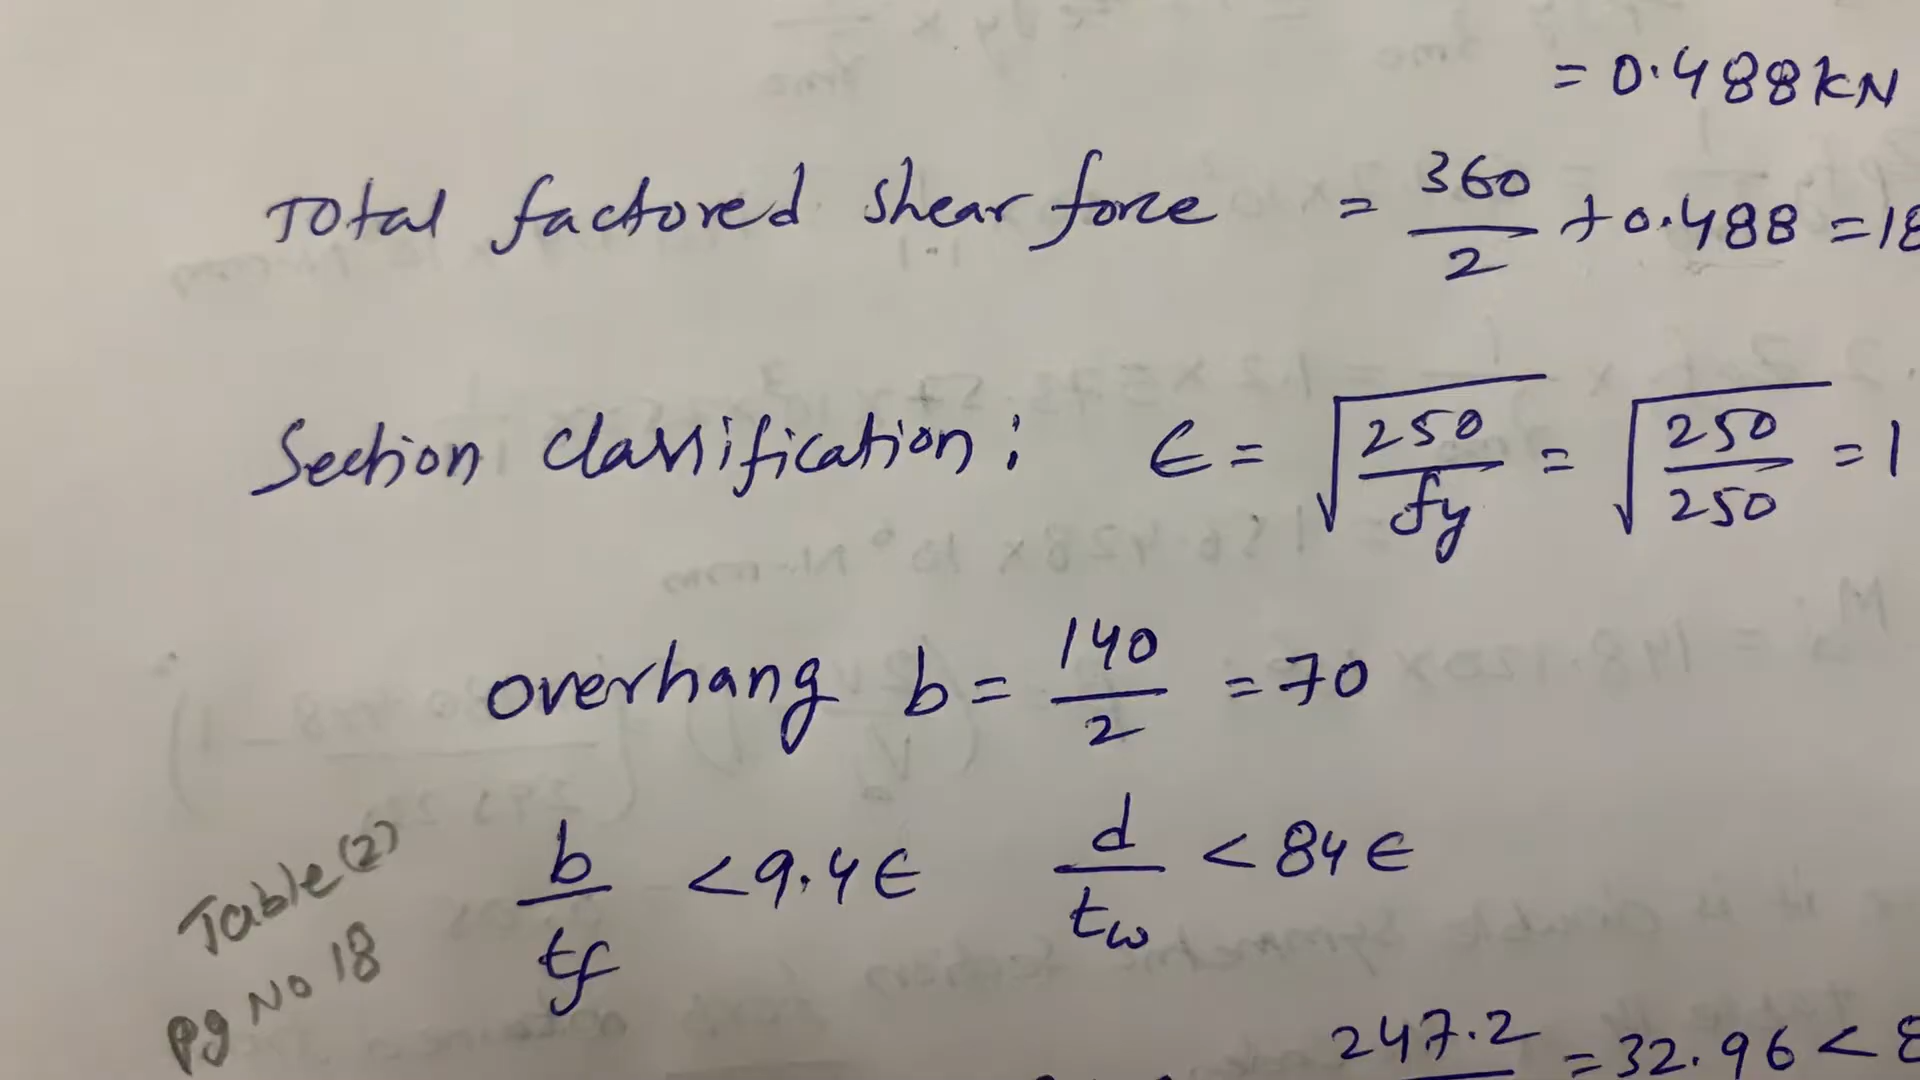 = 0.488 KN
Total factored shear force = 360/2 + 0.488 = 18
Section classification: ϵ = √(250/fy) = √(250/250) = 1
overhang b = 140/2 = 70
Table (2)
pg No 18
b/tf < 9.4 ϵ d/tw < 84 ϵ
247.2 = 32.96 < 8